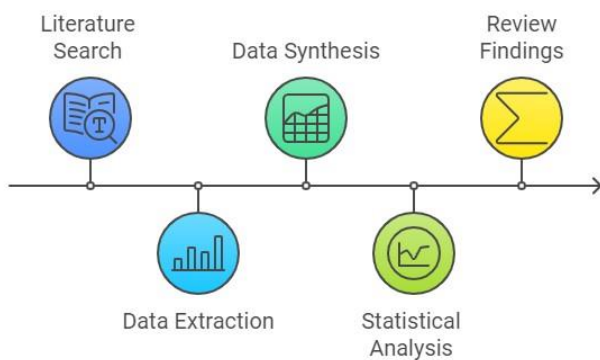 Literature
Search
Data Synthesis
Review
Findings
T
Data Extraction
Statistical
Analysis